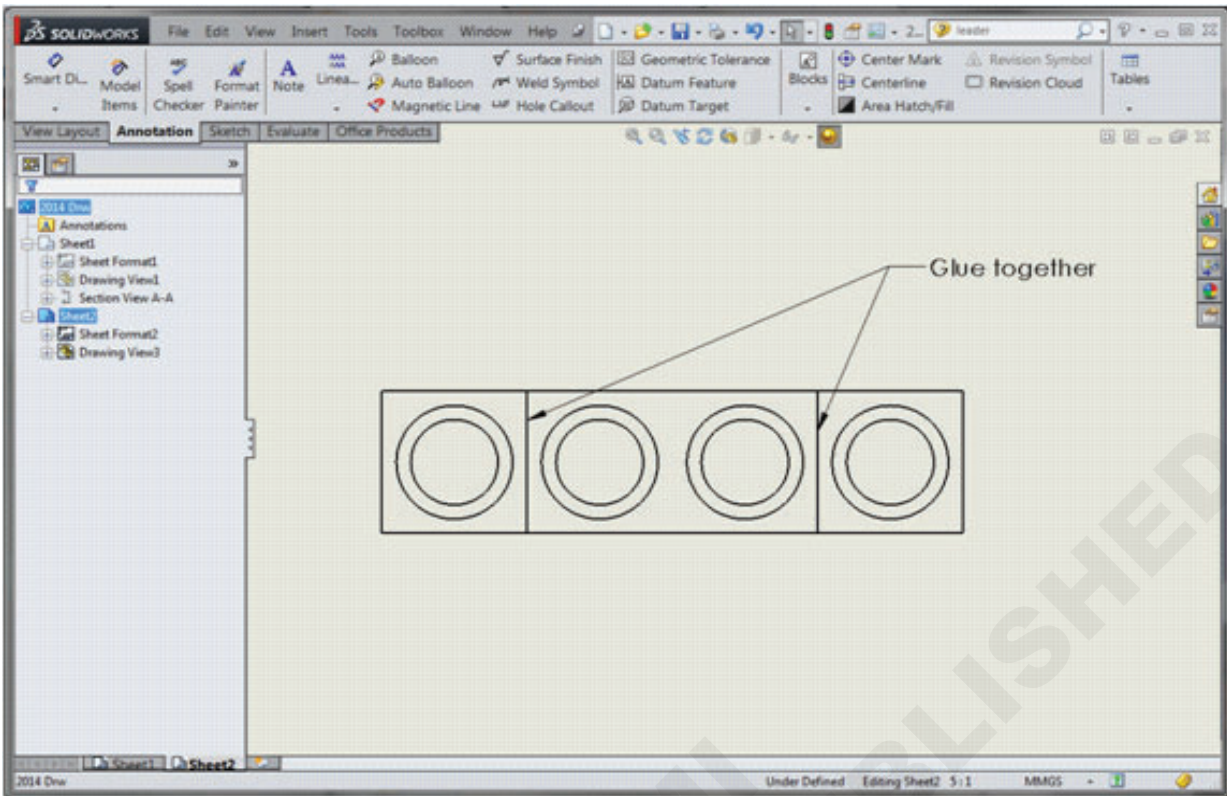 SOLIDWORKS File Edit View Insert Tools Toolbox Window Help 2... leader
Smart Di... Model Items Spell Checker Format Painter Note Linea... Balloon Auto Balloon Magnetic Line Surface Finish Weld Symbol Hole Callout Geometric Tolerance Datum Feature Datum Target Blocks Center Mark Centerline Area Hatch/Fill Revision Symbol Revision Cloud Tables
View Layout Annotation Sketch Evaluate Office Products
2014 Drw
Annotations
Sheet1
Sheet Format1
Drawing View1
Section View A-A
Sheet2
Sheet Format2
Drawing View3
Glue together
Sheet1 Sheet2
2014 Drw Under Defined Editing Sheet2 5:1 MMGS